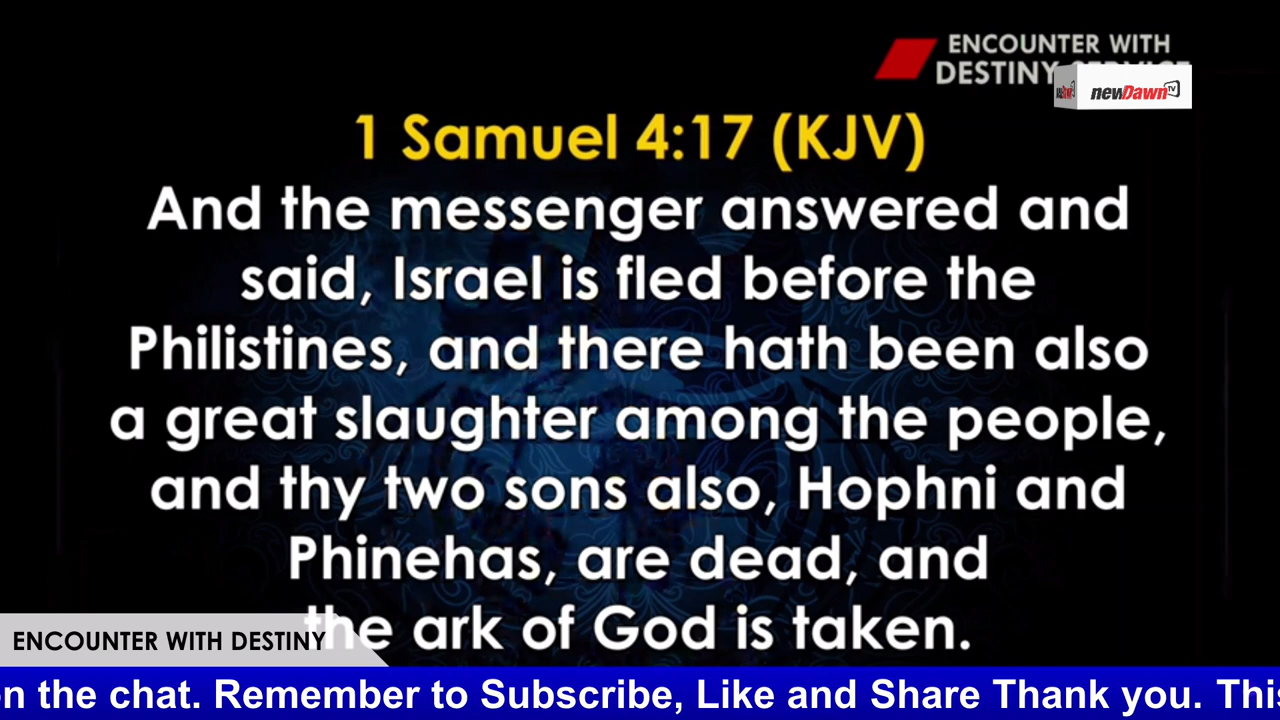 ENCOUNTER WITH
DESTINY SERVICE
newDawn TV
1 Samuel 4:17 (KJV)
And the messenger answered and
said, Israel is fled before the
Philistines, and there hath been also
a great slaughter among the people,
and thy two sons also, Hophni and
Phinehas, are dead, and
the ark of God is taken.
ENCOUNTER WITH DESTINY
on the chat. Remember to Subscribe, Like and Share Thank you. This